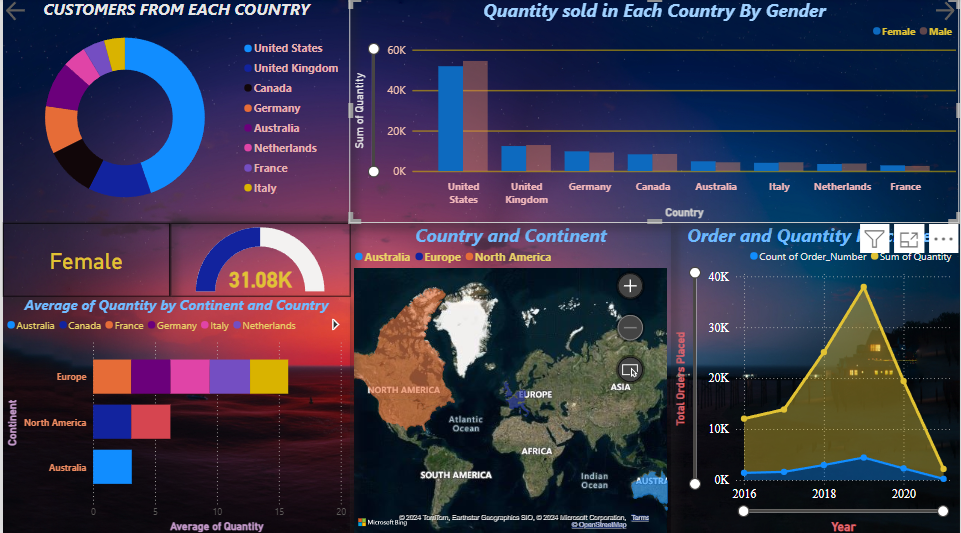 CUSTOMERS FROM EACH COUNTRY
United States
United Kingdom
Canada
Germany
Australia
Netherlands
France
Italy
Quantity sold in Each Country By Gender
Female Male
Sum of Quantity
60K
40K
20K
0K
United States
United Kingdom
Germany
Canada
Australia
Italy
Netherlands
France
Country
Female
31.08K
Average of Quantity by Continent and Country
Australia Canada France Germany Italy Netherlands
Continent
Europe
North America
Australia
0 5 10 15 20
Average of Quantity
Country and Continent
Australia Europe North America
NORTH AMERICA
EUROPE
ASIA
Atlantic
Ocean
AFRICA
SOUTH AMERICA
Indian
Ocean
AUSTRA
Microsoft Bing
© 2024 TomTom, Earthstar Geographics SIO, © 2024 Microsoft Corporation, Terms
© OpenStreetMap
Order and Quantity
Count of Order_Number Sum of Quantity
Total Orders Placed
40K
30K
20K
10K
0K
2016 2018 2020
Year